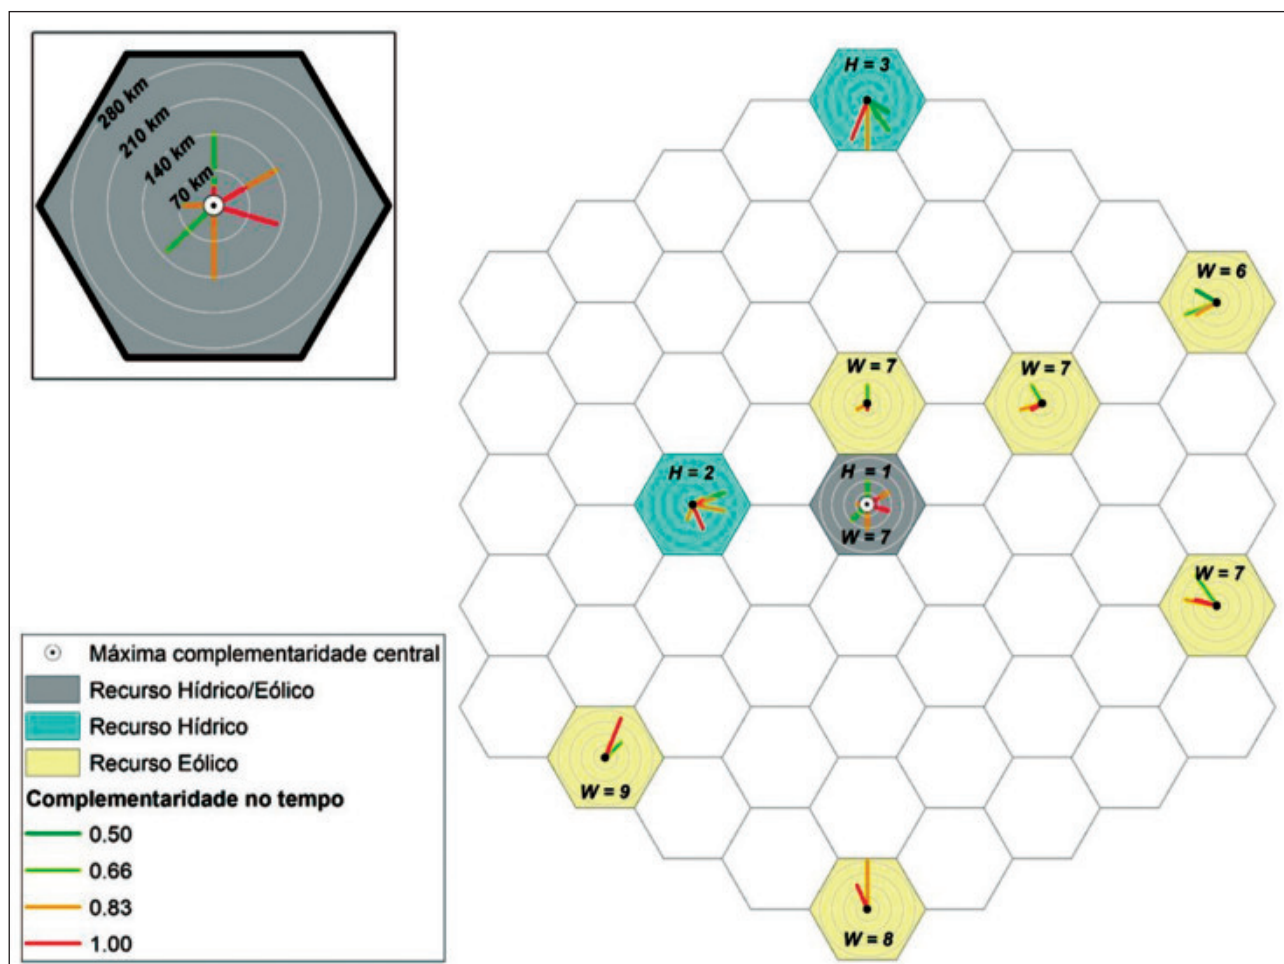 280 km
210 km
140 km
70 km
H = 3
W = 6
W = 7
W = 7
H = 2
H = 1
W = 7
W = 7
W = 9
W = 8
Máxima complementaridade central
Recurso Hídrico/Eólico
Recurso Hídrico
Recurso Eólico
Complementaridade no tempo
0.50
0.66
0.83
1.00